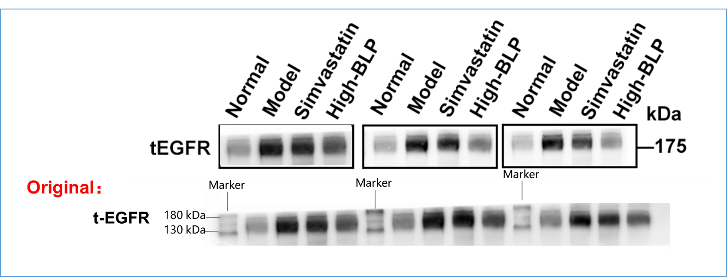 Normal Model Simvastatin High-BLP Normal Model Simvastatin High-BLP Normal Model Simvastatin High-BLP
kDa
tEGFR 175
Original：
Marker Marker Marker
t-EGFR
180 kDa
130 kDa